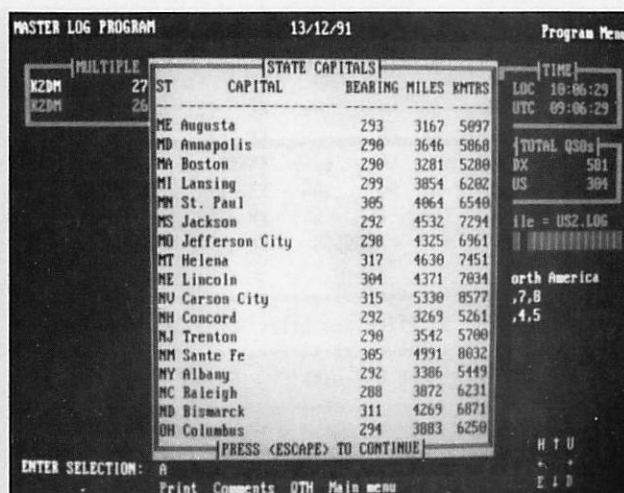 MASTER LOG PROGRAM 13/12/91 Program Menu
MULTIPLE
K2DM 27
K2DM 26
STATE CAPITALS
ST CAPITAL BEARING MILES KMTRS
ME Augusta 293 3167 5097
MD Annapolis 290 3646 5868
MA Boston 290 3281 5280
MI Lansing 299 3854 6202
MN St. Paul 305 4064 6540
MS Jackson 292 4532 7294
MO Jefferson City 298 4325 6961
MT Helena 317 4630 7451
NE Lincoln 304 4371 7034
NV Carson City 315 5330 8577
NH Concord 292 3269 5261
NJ Trenton 290 3542 5700
NM Sante Fe 305 4991 8032
NY Albany 292 3386 5449
NC Raleigh 288 3872 6231
ND Bismarck 311 4269 6871
OH Columbus 294 3883 6250
PRESS <ESCAPE> TO CONTINUE
TIME
LOC 10:06:29
UTC 09:06:29
TOTAL QSOs
DX 581
US 304
ile = US2.LOG
orth America
,7,8
,4,5
H ↑ U
← →
E ↓ D
ENTER SELECTION: A
Print Comments QTH Main menu